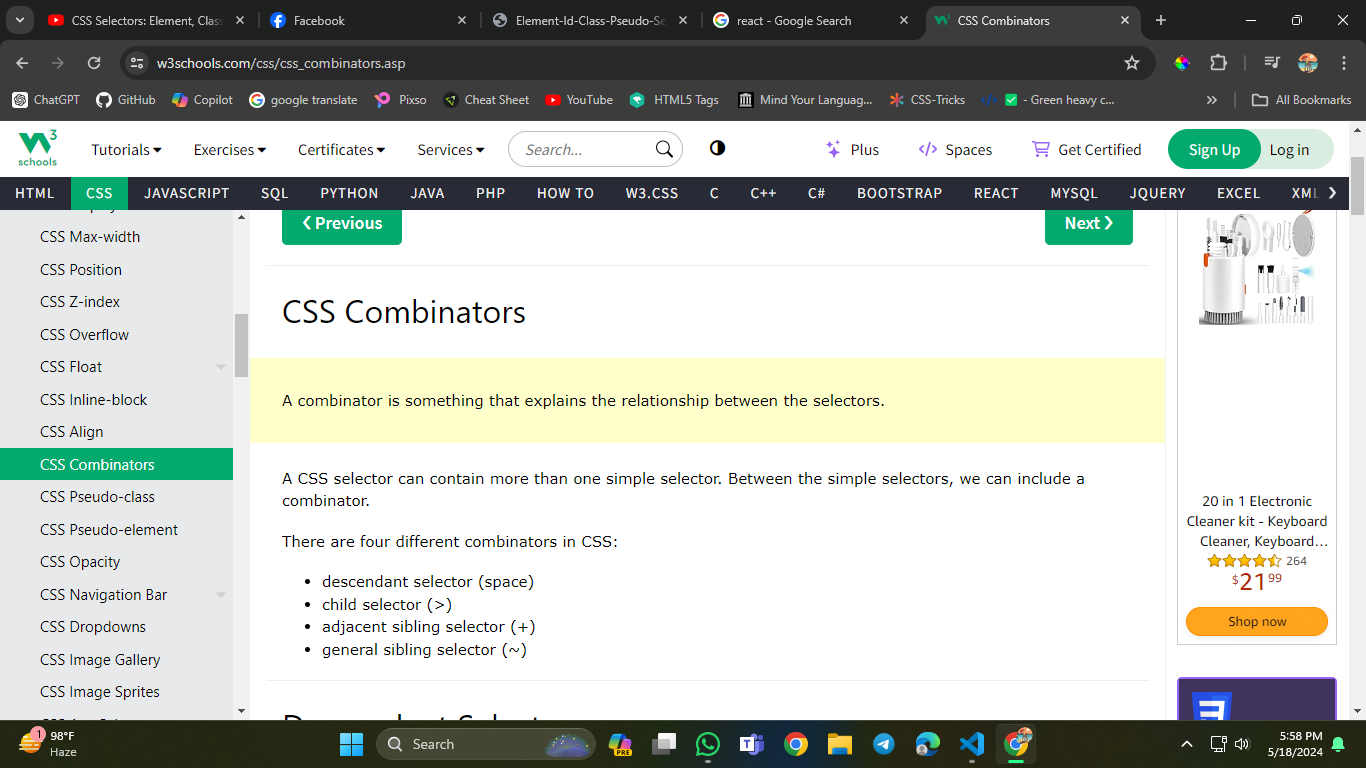 CSS Selectors: Element, Clas
Facebook
Element-Id-Class-Pseudo-Se
react - Google Search
CSS Combinators
w3schools.com/css/css_combinators.asp
ChatGPT
GitHub
Copilot
google translate
Pixso
Cheat Sheet
YouTube
HTML5 Tags
Mind Your Languag...
CSS-Tricks
- Green heavy c...
All Bookmarks
W3
schools
Tutorials
Exercises
Certificates
Services
Search...
Plus
Spaces
Get Certified
Sign Up
Log in
HTML
CSS
JAVASCRIPT
SQL
PYTHON
JAVA
PHP
HOW TO
W3.CSS
C
C++
C#
BOOTSTRAP
REACT
MYSQL
JQUERY
EXCEL
XML
CSS Max-width
CSS Position
CSS Z-index
CSS Overflow
CSS Float
CSS Inline-block
CSS Align
CSS Combinators
CSS Pseudo-class
CSS Pseudo-element
CSS Opacity
CSS Navigation Bar
CSS Dropdowns
CSS Image Gallery
CSS Image Sprites
❮ Previous
Next ❯
CSS Combinators
A combinator is something that explains the relationship between the selectors.
A CSS selector can contain more than one simple selector. Between the simple selectors, we can include a
combinator.
There are four different combinators in CSS:
• descendant selector (space)
• child selector (>)
• adjacent sibling selector (+)
• general sibling selector (~)
20 in 1 Electronic
Cleaner kit - Keyboard
Cleaner, Keyboard...
264
$21 99
Shop now
1
98°F
Haze
Search
PRE
5:58 PM
5/18/2024